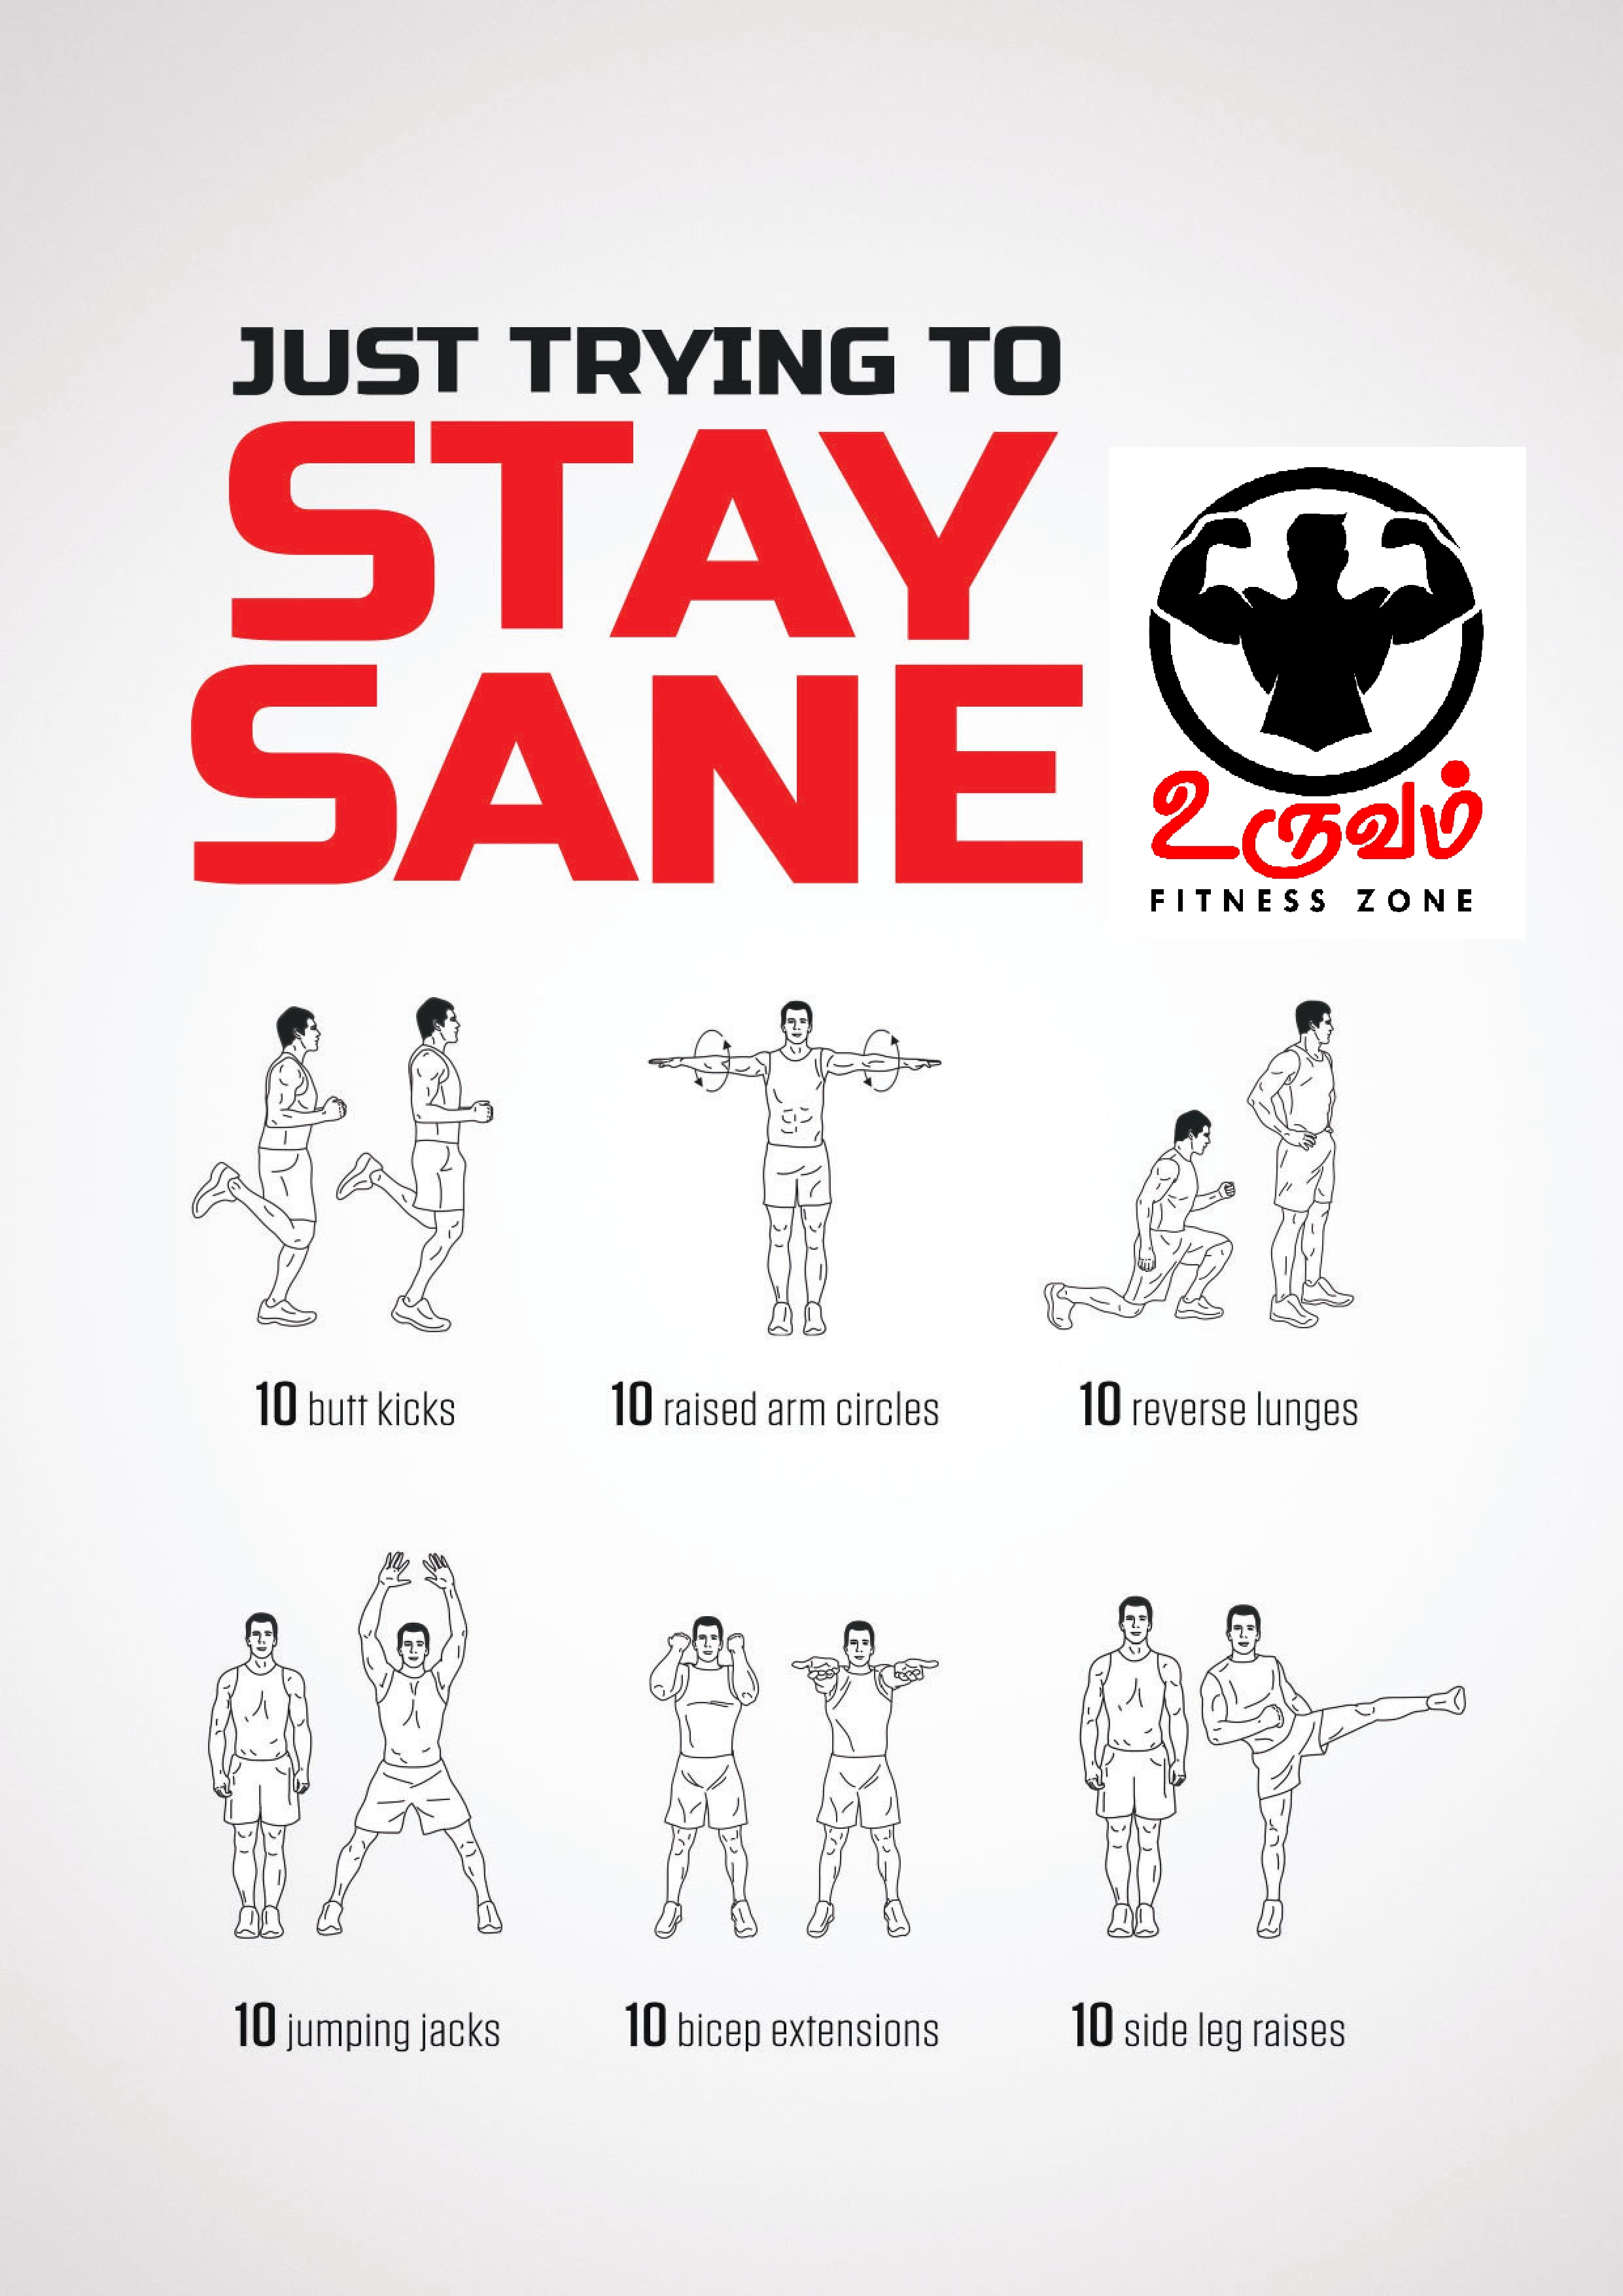 JUST TRYING TO
STAY
SANE
உருவம்
FITNESS ZONE
10 butt kicks
10 raised arm circles
10 reverse lunges
10 jumping jacks
10 bicep extensions
10 side leg raises